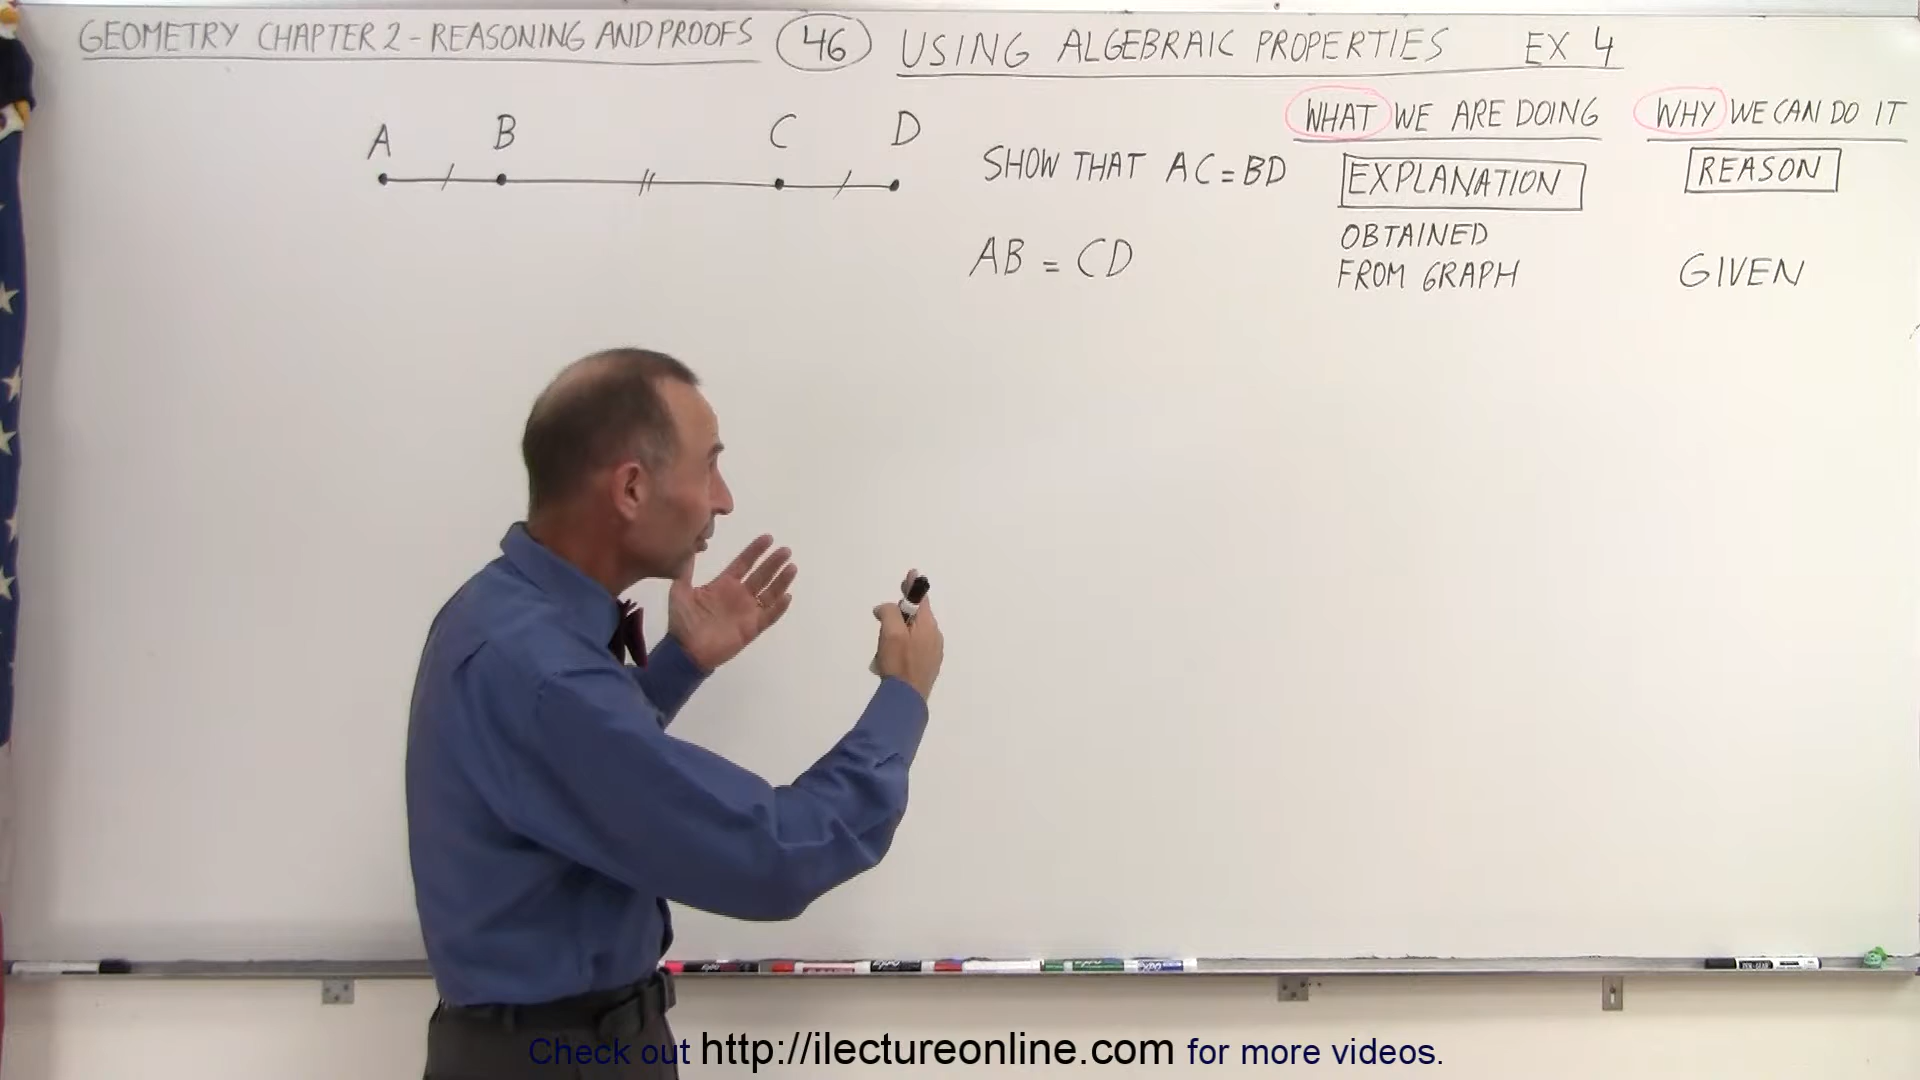 GEOMETRY CHAPTER 2 - REASONING AND PROOFS 46 USING ALGEBRAIC PROPERTIES EX 4
A B C D
SHOW THAT AC = BD
WHAT WE ARE DOING
EXPLANATION
WHY WE CAN DO IT
REASON
AB = CD
OBTAINED
FROM GRAPH
GIVEN
Check out http://ilectureonline.com for more videos.